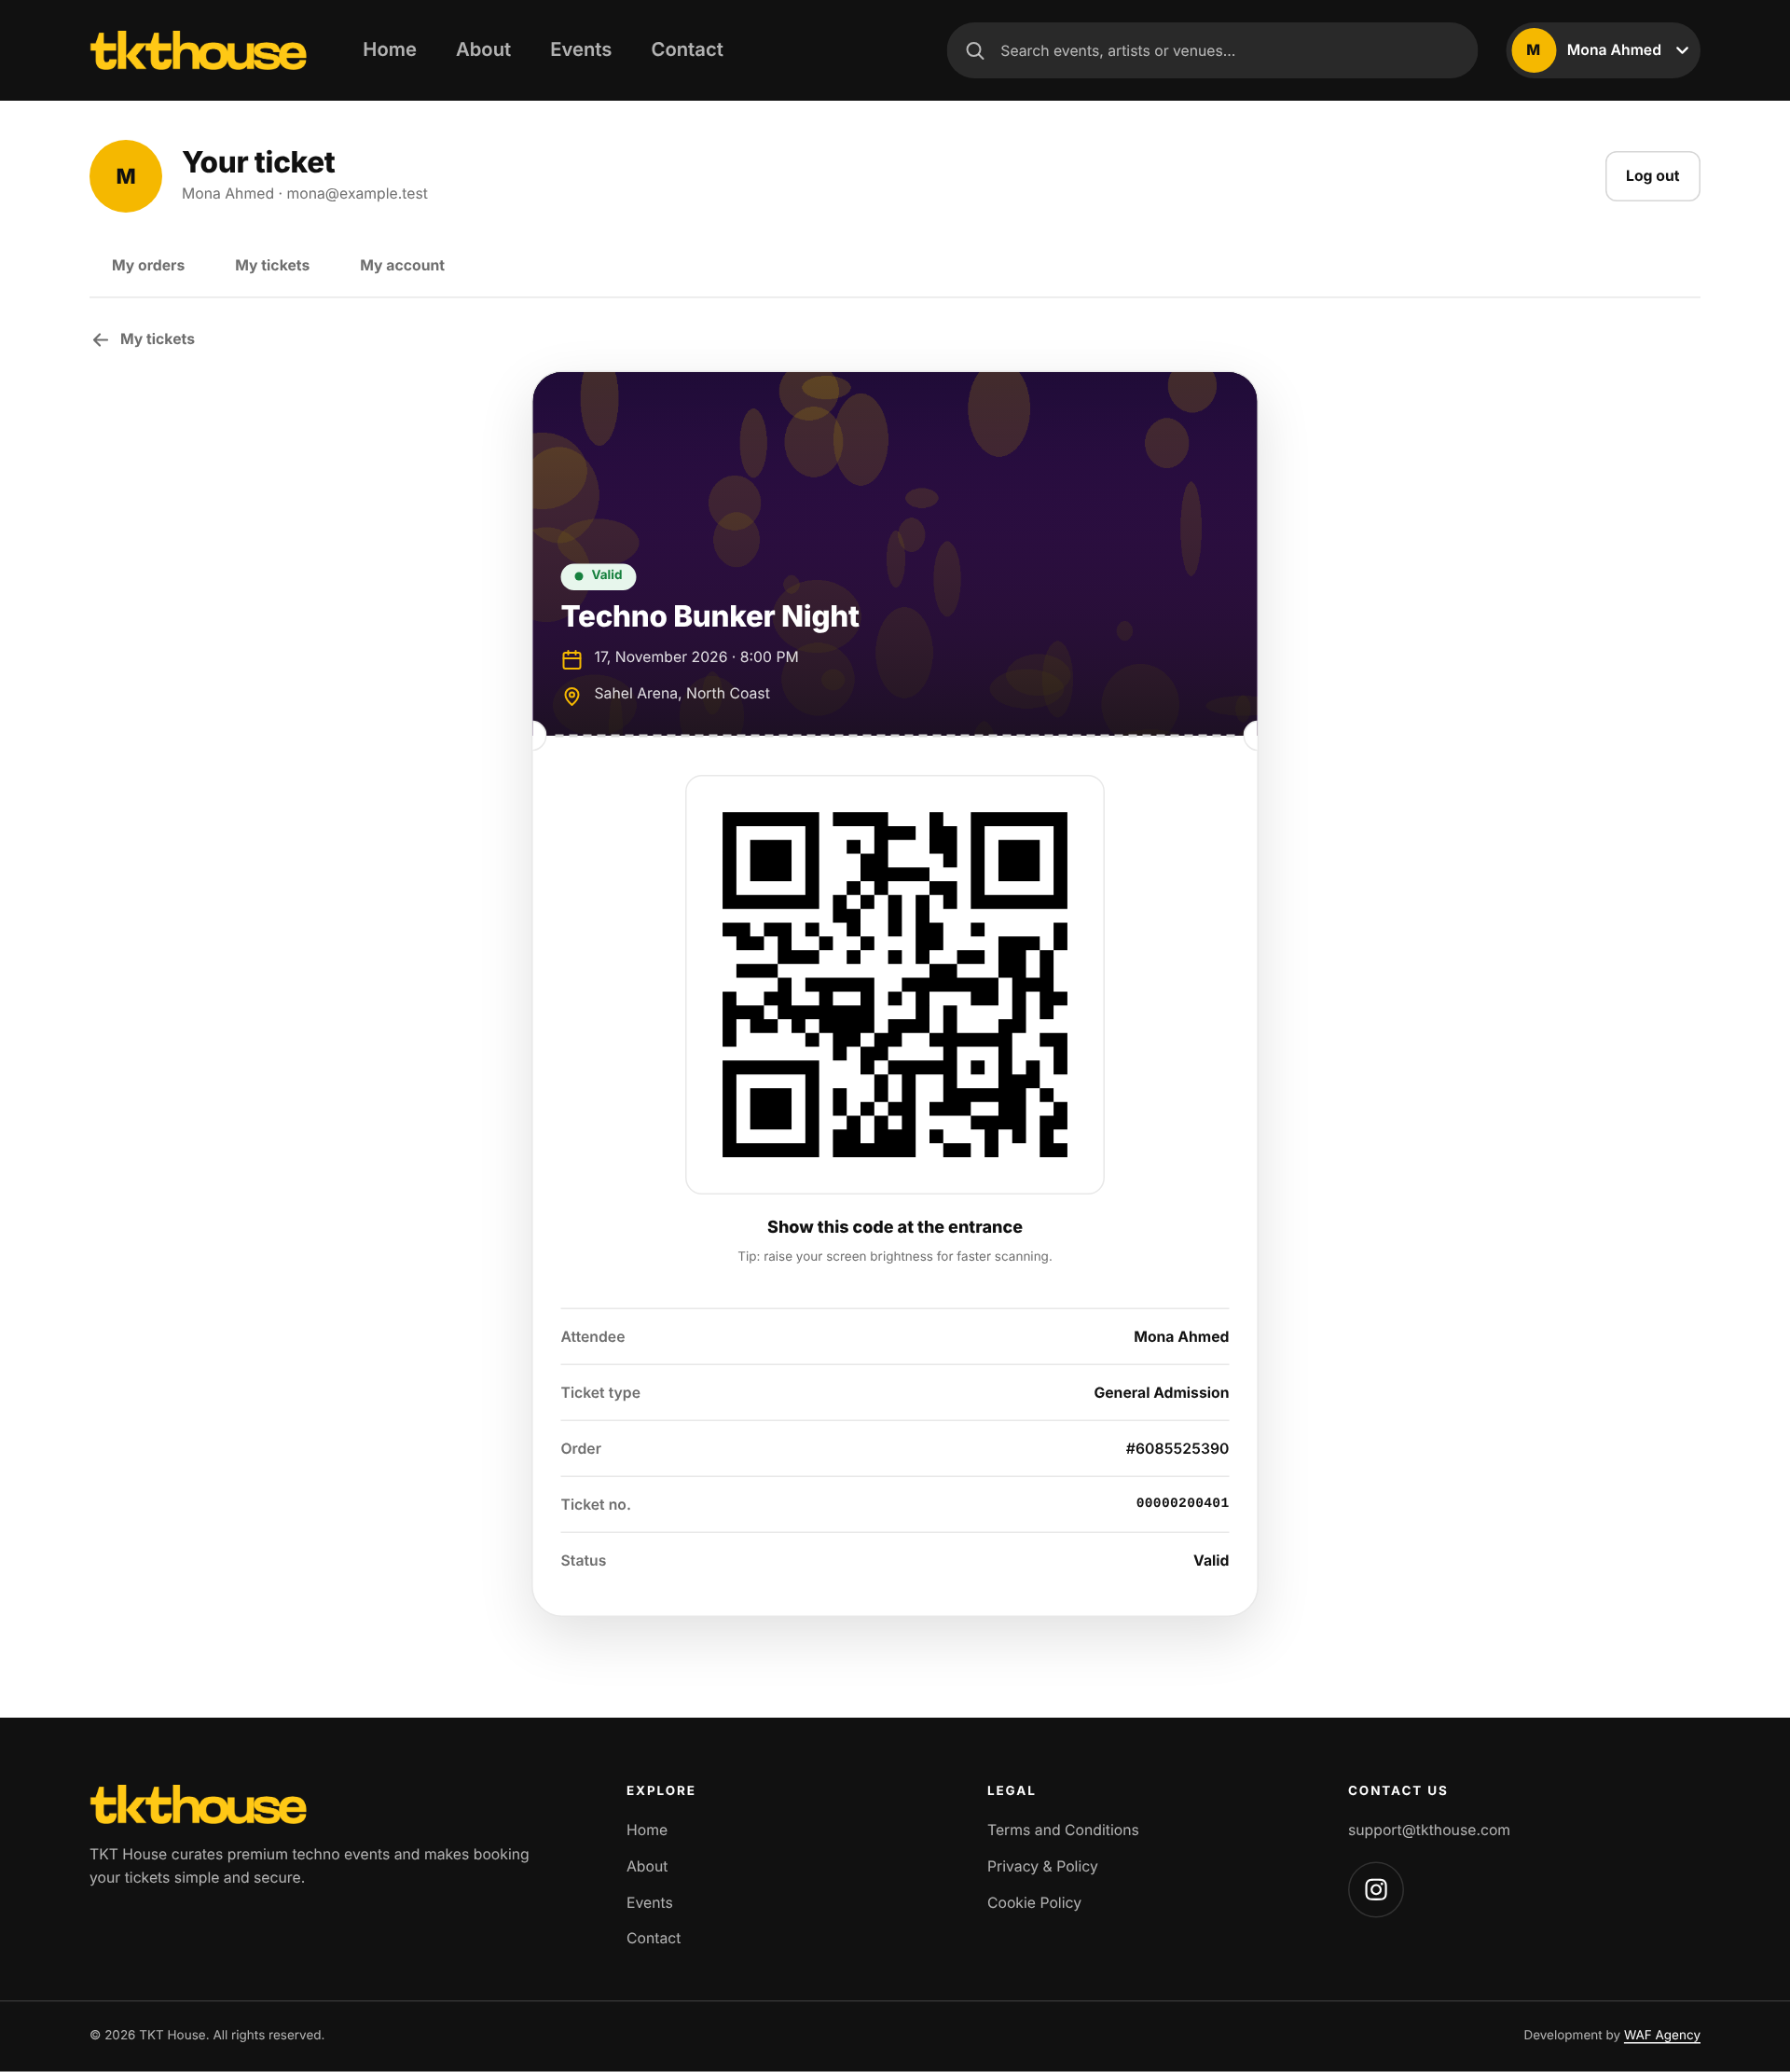 tkthouse
Home About Events Contact
Search events, artists or venues...
M Mona Ahmed
M
Your ticket
Mona Ahmed · mona@example.test
Log out
My orders My tickets My account
My tickets
Valid
Techno Bunker Night
17, November 2026 · 8:00 PM
Sahel Arena, North Coast
Show this code at the entrance
Tip: raise your screen brightness for faster scanning.
Attendee Mona Ahmed
Ticket type General Admission
Order #6085525390
Ticket no. 00000200401
Status Valid
tkthouse
TKT House curates premium techno events and makes booking
your tickets simple and secure.
EXPLORE
Home
About
Events
Contact
LEGAL
Terms and Conditions
Privacy & Policy
Cookie Policy
CONTACT US
support@tkthouse.com
© 2026 TKT House. All rights reserved.
Development by WAF Agency